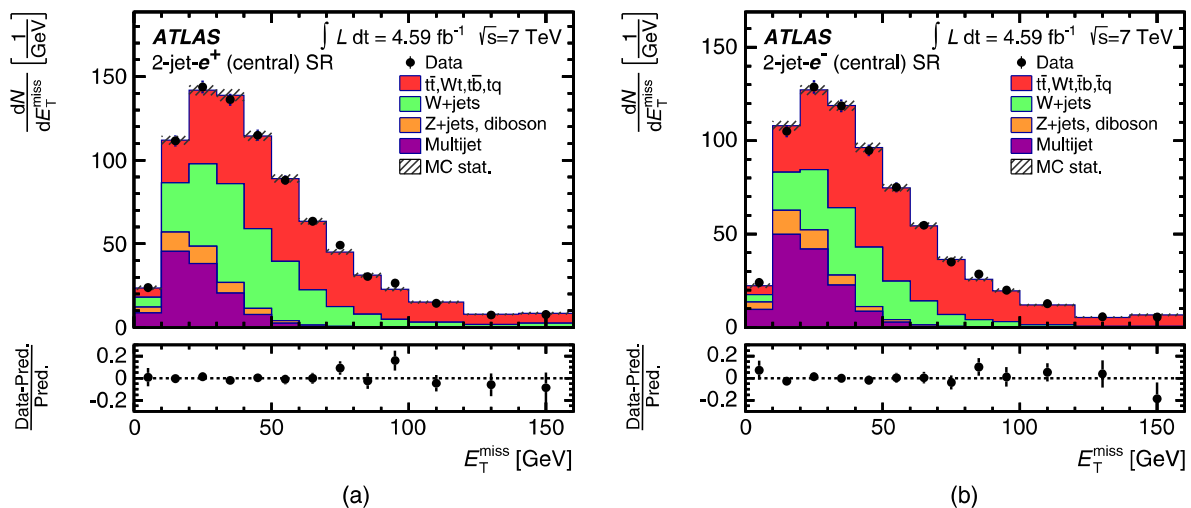 ATLAS ∫ L dt = 4.59 fb⁻¹ √s=7 TeV
2-jet-e⁺ (central) SR
Data
tt̄,Wt,tb̄,tq
W+jets
Z+jets, diboson
Multijet
MC stat.
dN/dE_T^miss [1/GeV]
150
100
50
0
Data-Pred./Pred.
0.2
0
-0.2
0 50 100 150
E_T^miss [GeV]
(a)
ATLAS ∫ L dt = 4.59 fb⁻¹ √s=7 TeV
2-jet-e⁻ (central) SR
Data
tt̄,Wt,t̄b,t̄q
W+jets
Z+jets, diboson
Multijet
MC stat.
dN/dE_T^miss [1/GeV]
150
100
50
0
Data-Pred./Pred.
0.2
0
-0.2
0 50 100 150
E_T^miss [GeV]
(b)